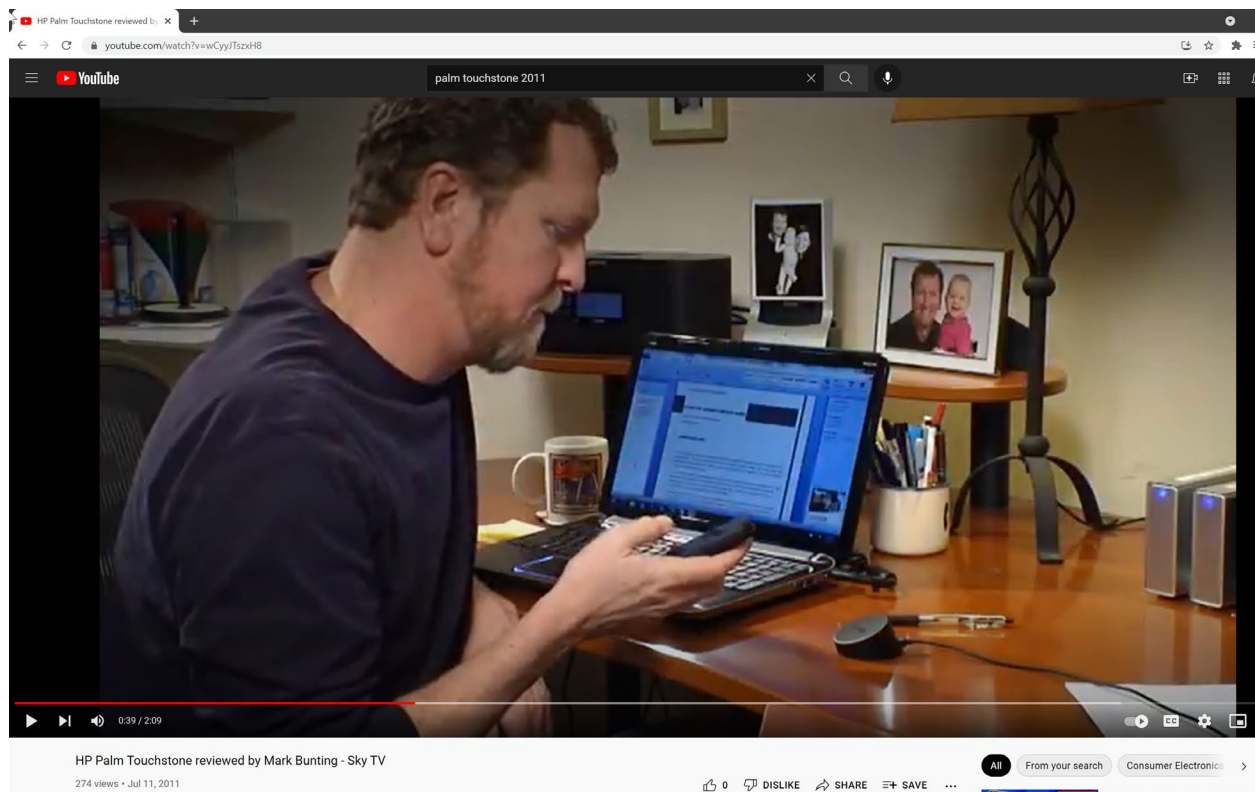 HP Palm Touchstone reviewed by
youtube.com/watch?v=wCyyJTszxH8
YouTube
palm touchstone 2011
0:39 / 2:09
CC
HP Palm Touchstone reviewed by Mark Bunting - Sky TV
274 views • Jul 11, 2011
0 DISLIKE SHARE SAVE ...
All From your search Consumer Electronics